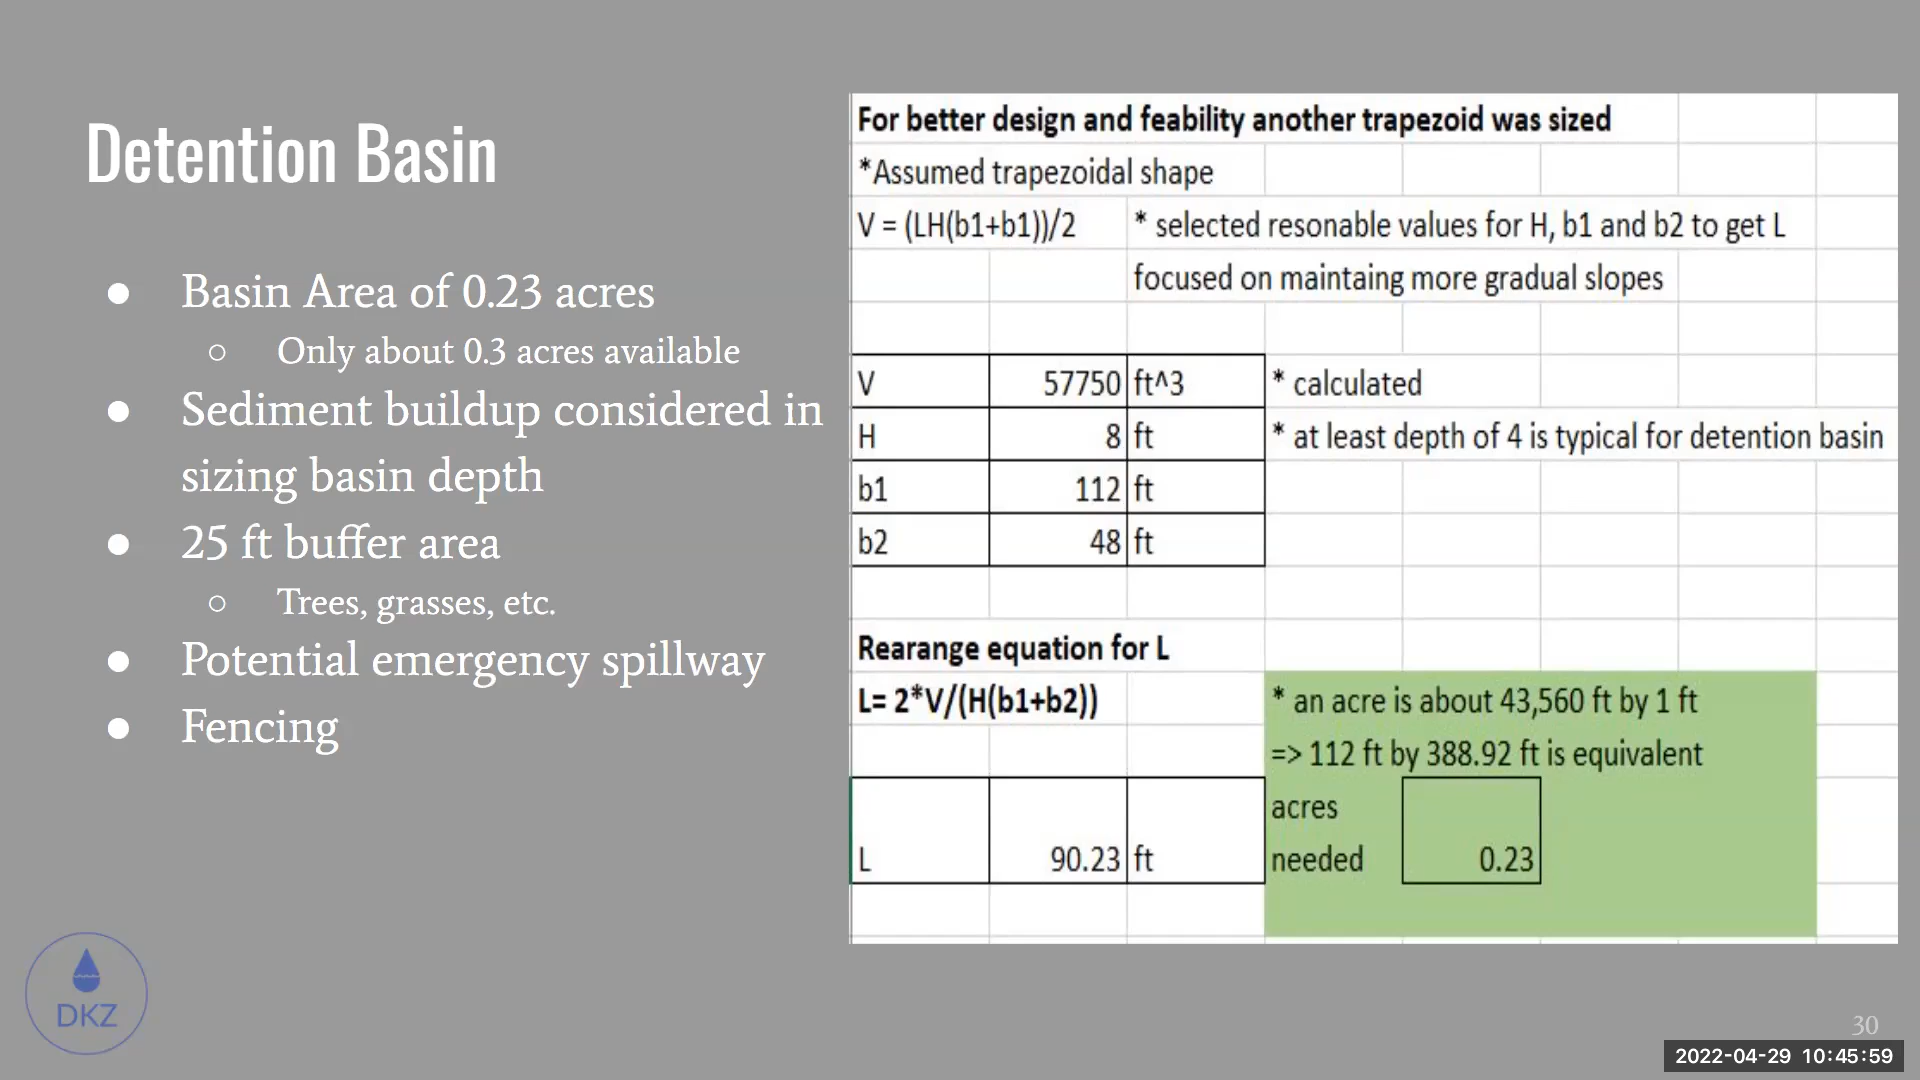 Detention Basin
● Basin Area of 0.23 acres
○ Only about 0.3 acres available
● Sediment buildup considered in
sizing basin depth
● 25 ft buffer area
○ Trees, grasses, etc.
● Potential emergency spillway
● Fencing
For better design and feability another trapezoid was sized
*Assumed trapezoidal shape
V = (LH(b1+b1))/2 * selected resonable values for H, b1 and b2 to get L
focused on maintaing more gradual slopes
V 57750 ft^3 * calculated
H 8 ft * at least depth of 4 is typical for detention basin
b1 112 ft
b2 48 ft
Rearange equation for L
L= 2*V/(H(b1+b2)) * an acre is about 43,560 ft by 1 ft
=> 112 ft by 388.92 ft is equivalent
acres
L 90.23 ft needed 0.23
DKZ
30
2022-04-29 10:45:59